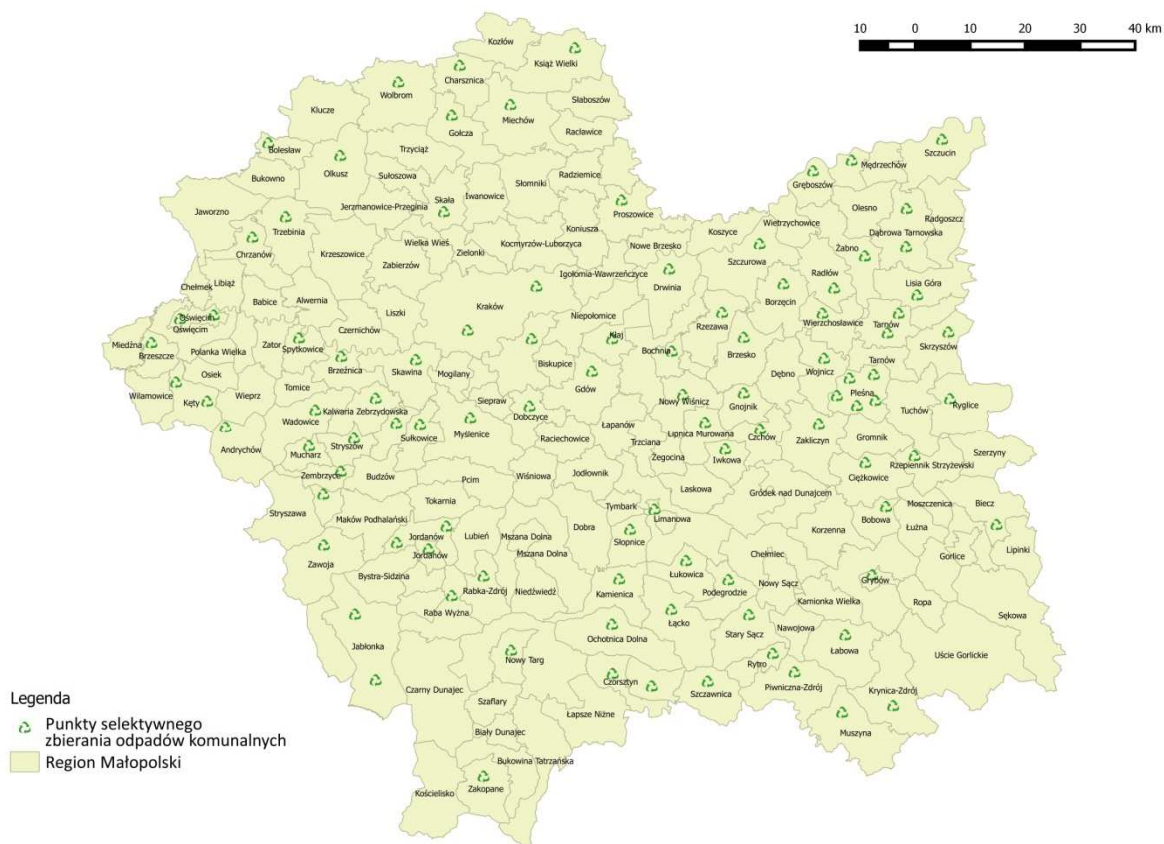 10 0 10 20 30 40 km
Kozłów
Książ Wielki
Charsznica
Wolbrom
Słaboszów
Klucze
Miechów
Gołcza
Racławice
Szczucin
Bolesław
Trzyciąż
Mędrzechów
Olkusz
Sułoszowa
Radziemice
Gręboszów
Bukowno
Słomniki
Iwanowice
Skała
Jerzmanowice-Przeginia
Olesno
Jaworzno
Proszowice
Radgoszcz
Trzebinia
Wietrzychowice
Koniusza
Koszyce
Dąbrowa Tarnowska
Wielka Wieś
Kocmyrzów-Luborzyca
Nowe Brzesko
Żabno
Chrzanów
Krzeszowice
Zielonki
Szczurowa
Zabierzów
Igołomia-Wawrzeńczyce
Radłów
Libiąż
Chełmek
Drwinia
Lisia Góra
Babice
Alwernia
Borzęcin
Kraków
Liszki
Niepołomice
Rzezawa
Wierzchosławice
Oświęcim
Oświęcim
Tarnów
Czernichów
Kłaj
Miedźna
Brzeszcze
Zator
Spytkowice
Skrzyszów
Polanka Wielka
Bochnia
Brzesko
Tarnów
Biskupice
Brzeźnica
Skawina
Mogilany
Gdów
Dębno
Wojnicz
Osiek
Tomice
Wilamowice
Wieprz
Pleśna
Kęty
Siepraw
Nowy Wiśnicz
Gnojnik
Ryglice
Kalwaria Zebrzydowska
Dobczyce
Tuchów
Wadowice
Sułkowice
Myślenice
Łapanów
Lipnica Murowana
Czchów
Zakliczyn
Gromnik
Andrychów
Mucharz
Stryszów
Raciechowice
Trzciana
Żegocina
Iwkowa
Szerzyny
Rzepiennik Strzyżewski
Zembrzyce
Budzów
Pcim
Wiśniowa
Jodłownik
Ciężkowice
Laskowa
Gródek nad Dunajcem
Tokarnia
Tymbark
Moszczenica
Biecz
Stryszawa
Limanowa
Bobowa
Maków Podhalański
Dobra
Korzenna
Łużna
Jordanów
Lubień
Mszana Dolna
Słopnice
Jordanów
Mszana Dolna
Chełmiec
Gorlice
Lipinki
Zawoja
Łukowica
Bystra-Sidzina
Nowy Sącz
Grybów
Rabka-Zdrój
Niedźwiedź
Kamienica
Podegrodzie
Kamionka Wielka
Ropa
Raba Wyżna
Łącko
Sękowa
Stary Sącz
Nawojowa
Ochotnica Dolna
Łabowa
Jabłonka
Nowy Targ
Uście Gorlickie
Rytro
Czarny Dunajec
Czorsztyn
Szczawnica
Piwniczna-Zdrój
Krynica-Zdrój
Szaflary
Łapsze Niżne
Biały Dunajec
Muszyna
Bukowina Tatrzańska
Zakopane
Kościelisko
Legenda
Punkty selektywnego
zbierania odpadów komunalnych
Region Małopolski